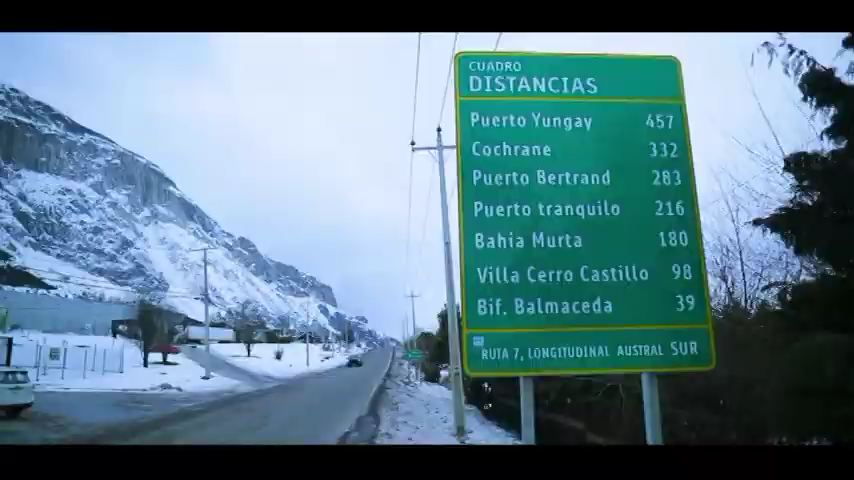 CUADRO
DISTANCIAS
Puerto Yungay 457
Cochrane 332
Puerto Bertrand 283
Puerto tranquilo 216
Bahia Murta 180
Villa Cerro Castillo 98
Bif. Balmaceda 39
RUTA 7, LONGITUDINAL AUSTRAL SUR